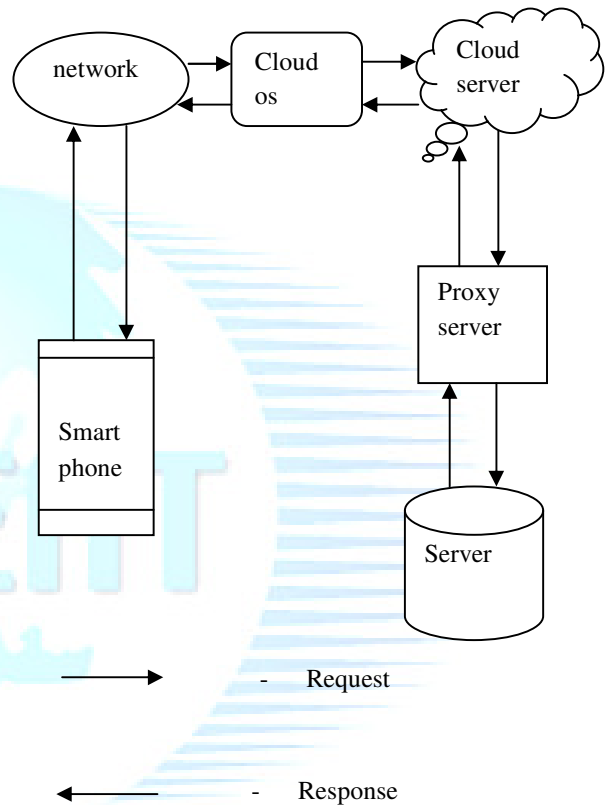 network
Cloud
os
Cloud
server
Proxy
server
Smart
phone
Server
- Request
- Response